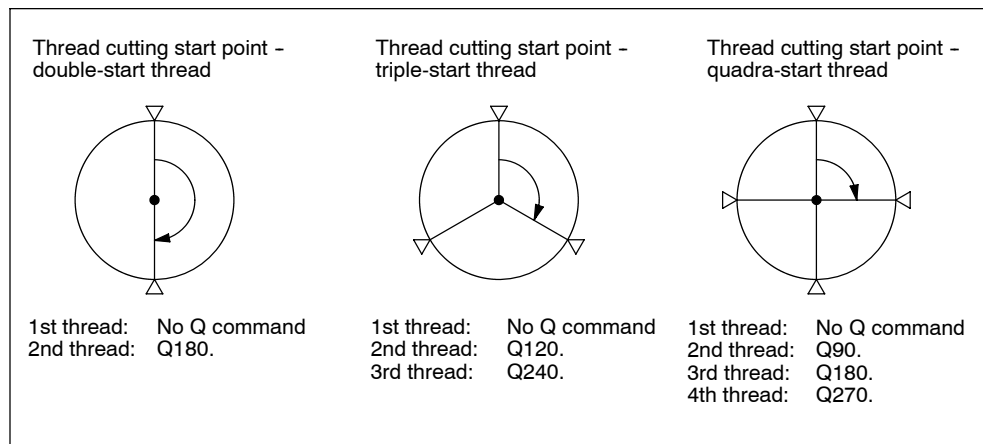 Thread cutting start point –
double-start thread
1st thread: No Q command
2nd thread: Q180.
Thread cutting start point –
triple-start thread
1st thread: No Q command
2nd thread: Q120.
3rd thread: Q240.
Thread cutting start point –
quadra-start thread
1st thread: No Q command
2nd thread: Q90.
3rd thread: Q180.
4th thread: Q270.